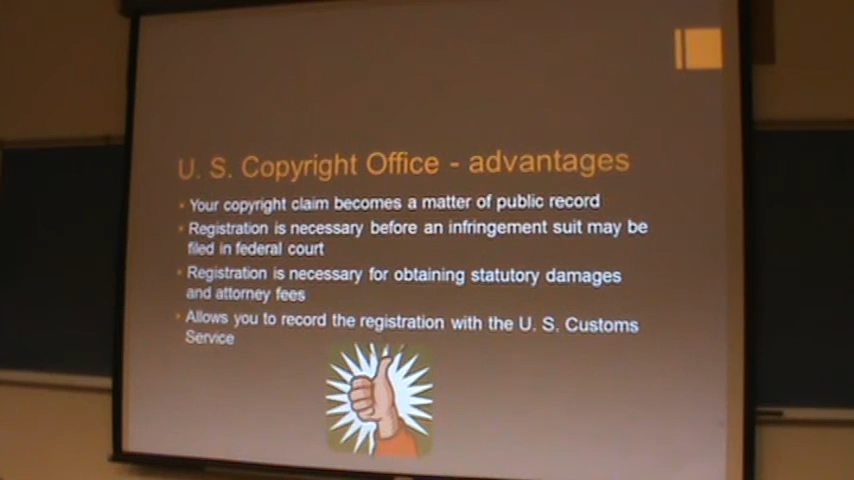 U. S. Copyright Office - advantages
Your copyright claim becomes a matter of public record
Registration is necessary before an infringement suit may be
filed in federal court
Registration is necessary for obtaining statutory damages
and attorney fees
Allows you to record the registration with the U. S. Customs
Service